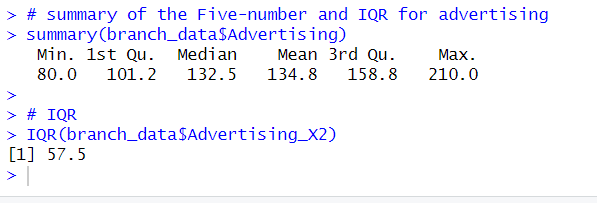 > # summary of the Five-number and IQR for advertising
> summary(branch_data$Advertising)
   Min. 1st Qu.  Median    Mean 3rd Qu.    Max.
   80.0   101.2   132.5   134.8   158.8   210.0
>
> # IQR
> IQR(branch_data$Advertising_X2)
[1] 57.5
>